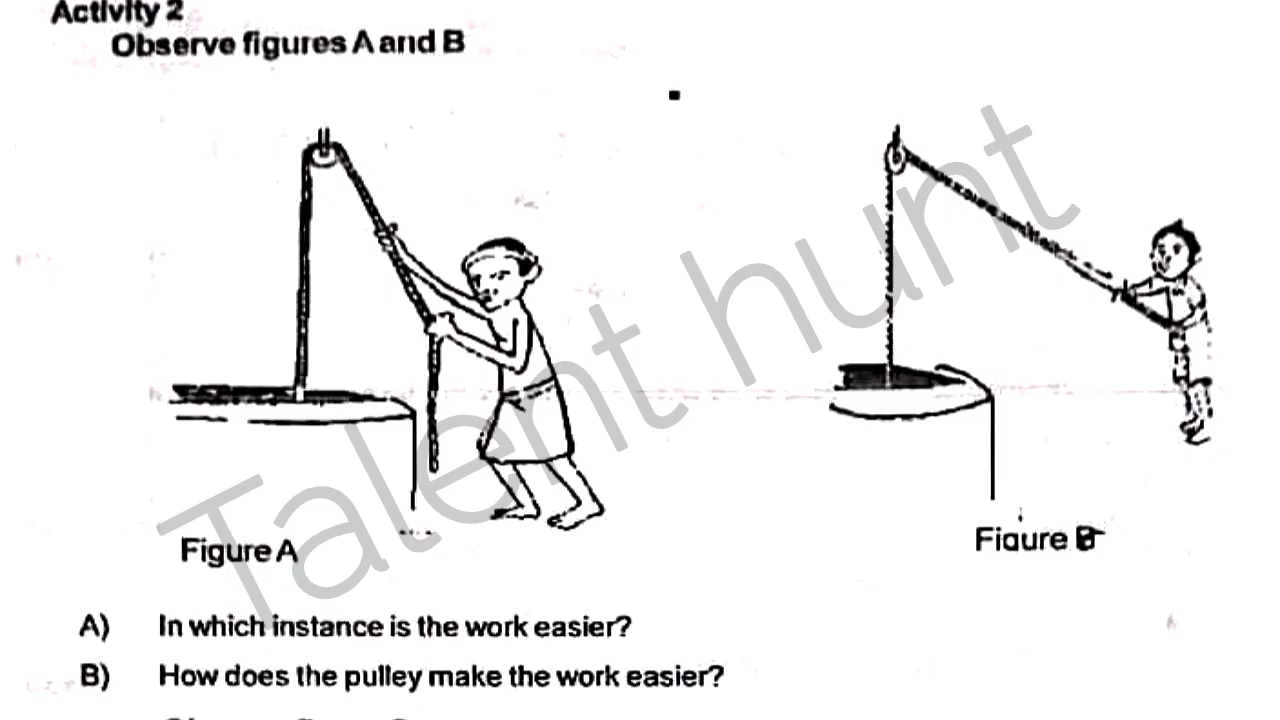 Activity 2
Observe figures A and B
Talent hunt
Figure A
Figure B
A) In which instance is the work easier?
B) How does the pulley make the work easier?